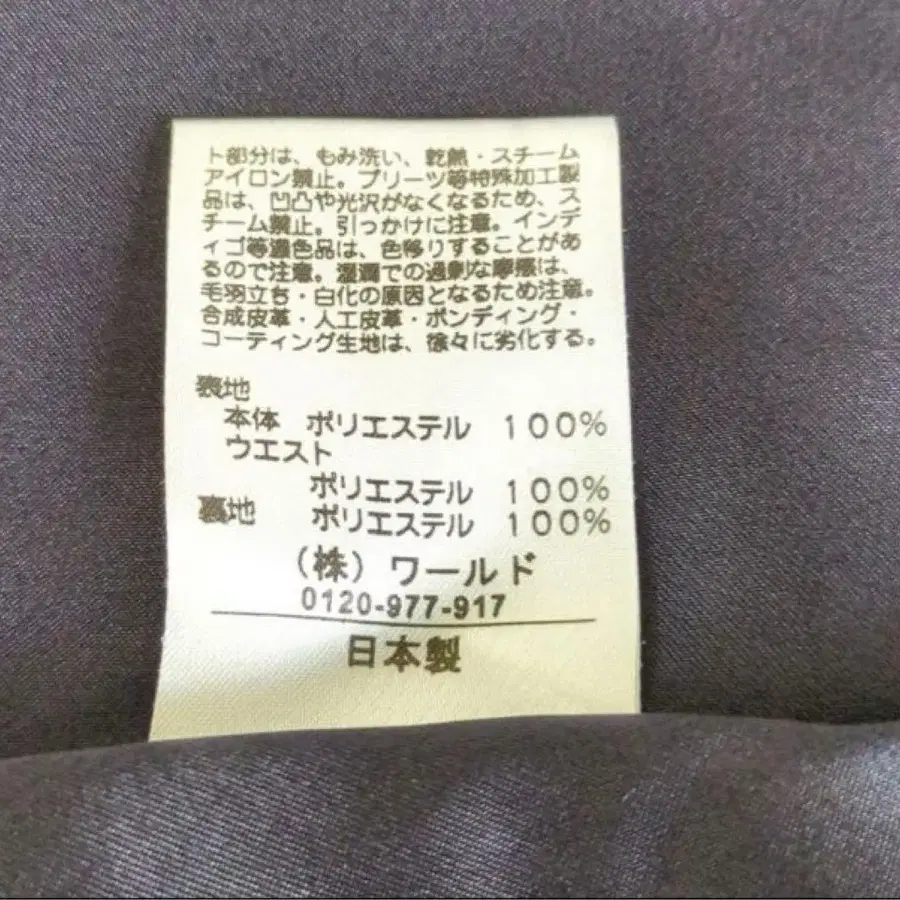 ト部分は、もみ洗い、乾熱・スチーム
アイロン禁止。プリーツ等特殊加工製
品は、凹凸や光沢がなくなるため、ス
チーム禁止。引っかけに注意。インデ
ィゴ等濃色品は、色移りすることがあ
るので注意。湿潤での過剰な摩擦は、
毛羽立ち・白化の原因となるため注意。
合成皮革・人工皮革・ボンディング・
コーティング生地は、徐々に劣化する。
表地
本体 ポリエステル 100%
ウエスト
ポリエステル 100%
裏地 ポリエステル 100%
（株）ワールド
0120-977-917
日本製